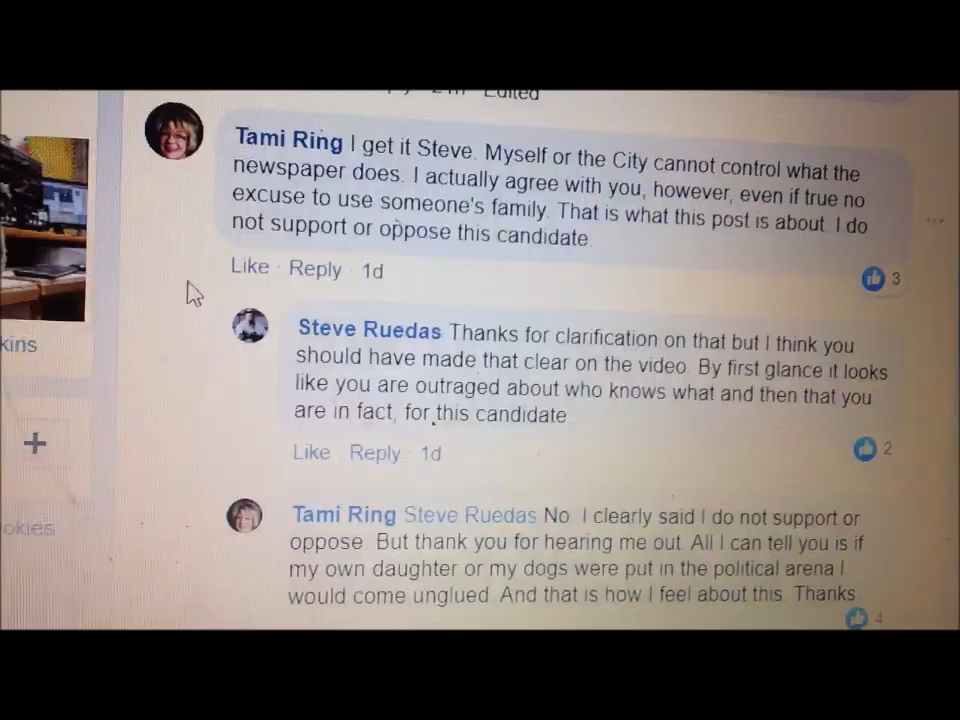 Edited
Tami Ring I get it Steve. Myself or the City cannot control what the
newspaper does. I actually agree with you, however, even if true no
excuse to use someone's family. That is what this post is about. I do
not support or oppose this candidate.
Like · Reply · 1d
3
Steve Ruedas Thanks for clarification on that but I think you
should have made that clear on the video. By first glance it looks
like you are outraged about who knows what and then that you
are in fact, for this candidate
Like Reply · 1d
2
kins
Tami Ring Steve Ruedas No. I clearly said I do not support or
oppose. But thank you for hearing me out. All I can tell you is if
my own daughter or my dogs were put in the political arena I
would come unglued. And that is how I feel about this. Thanks.
4
okies